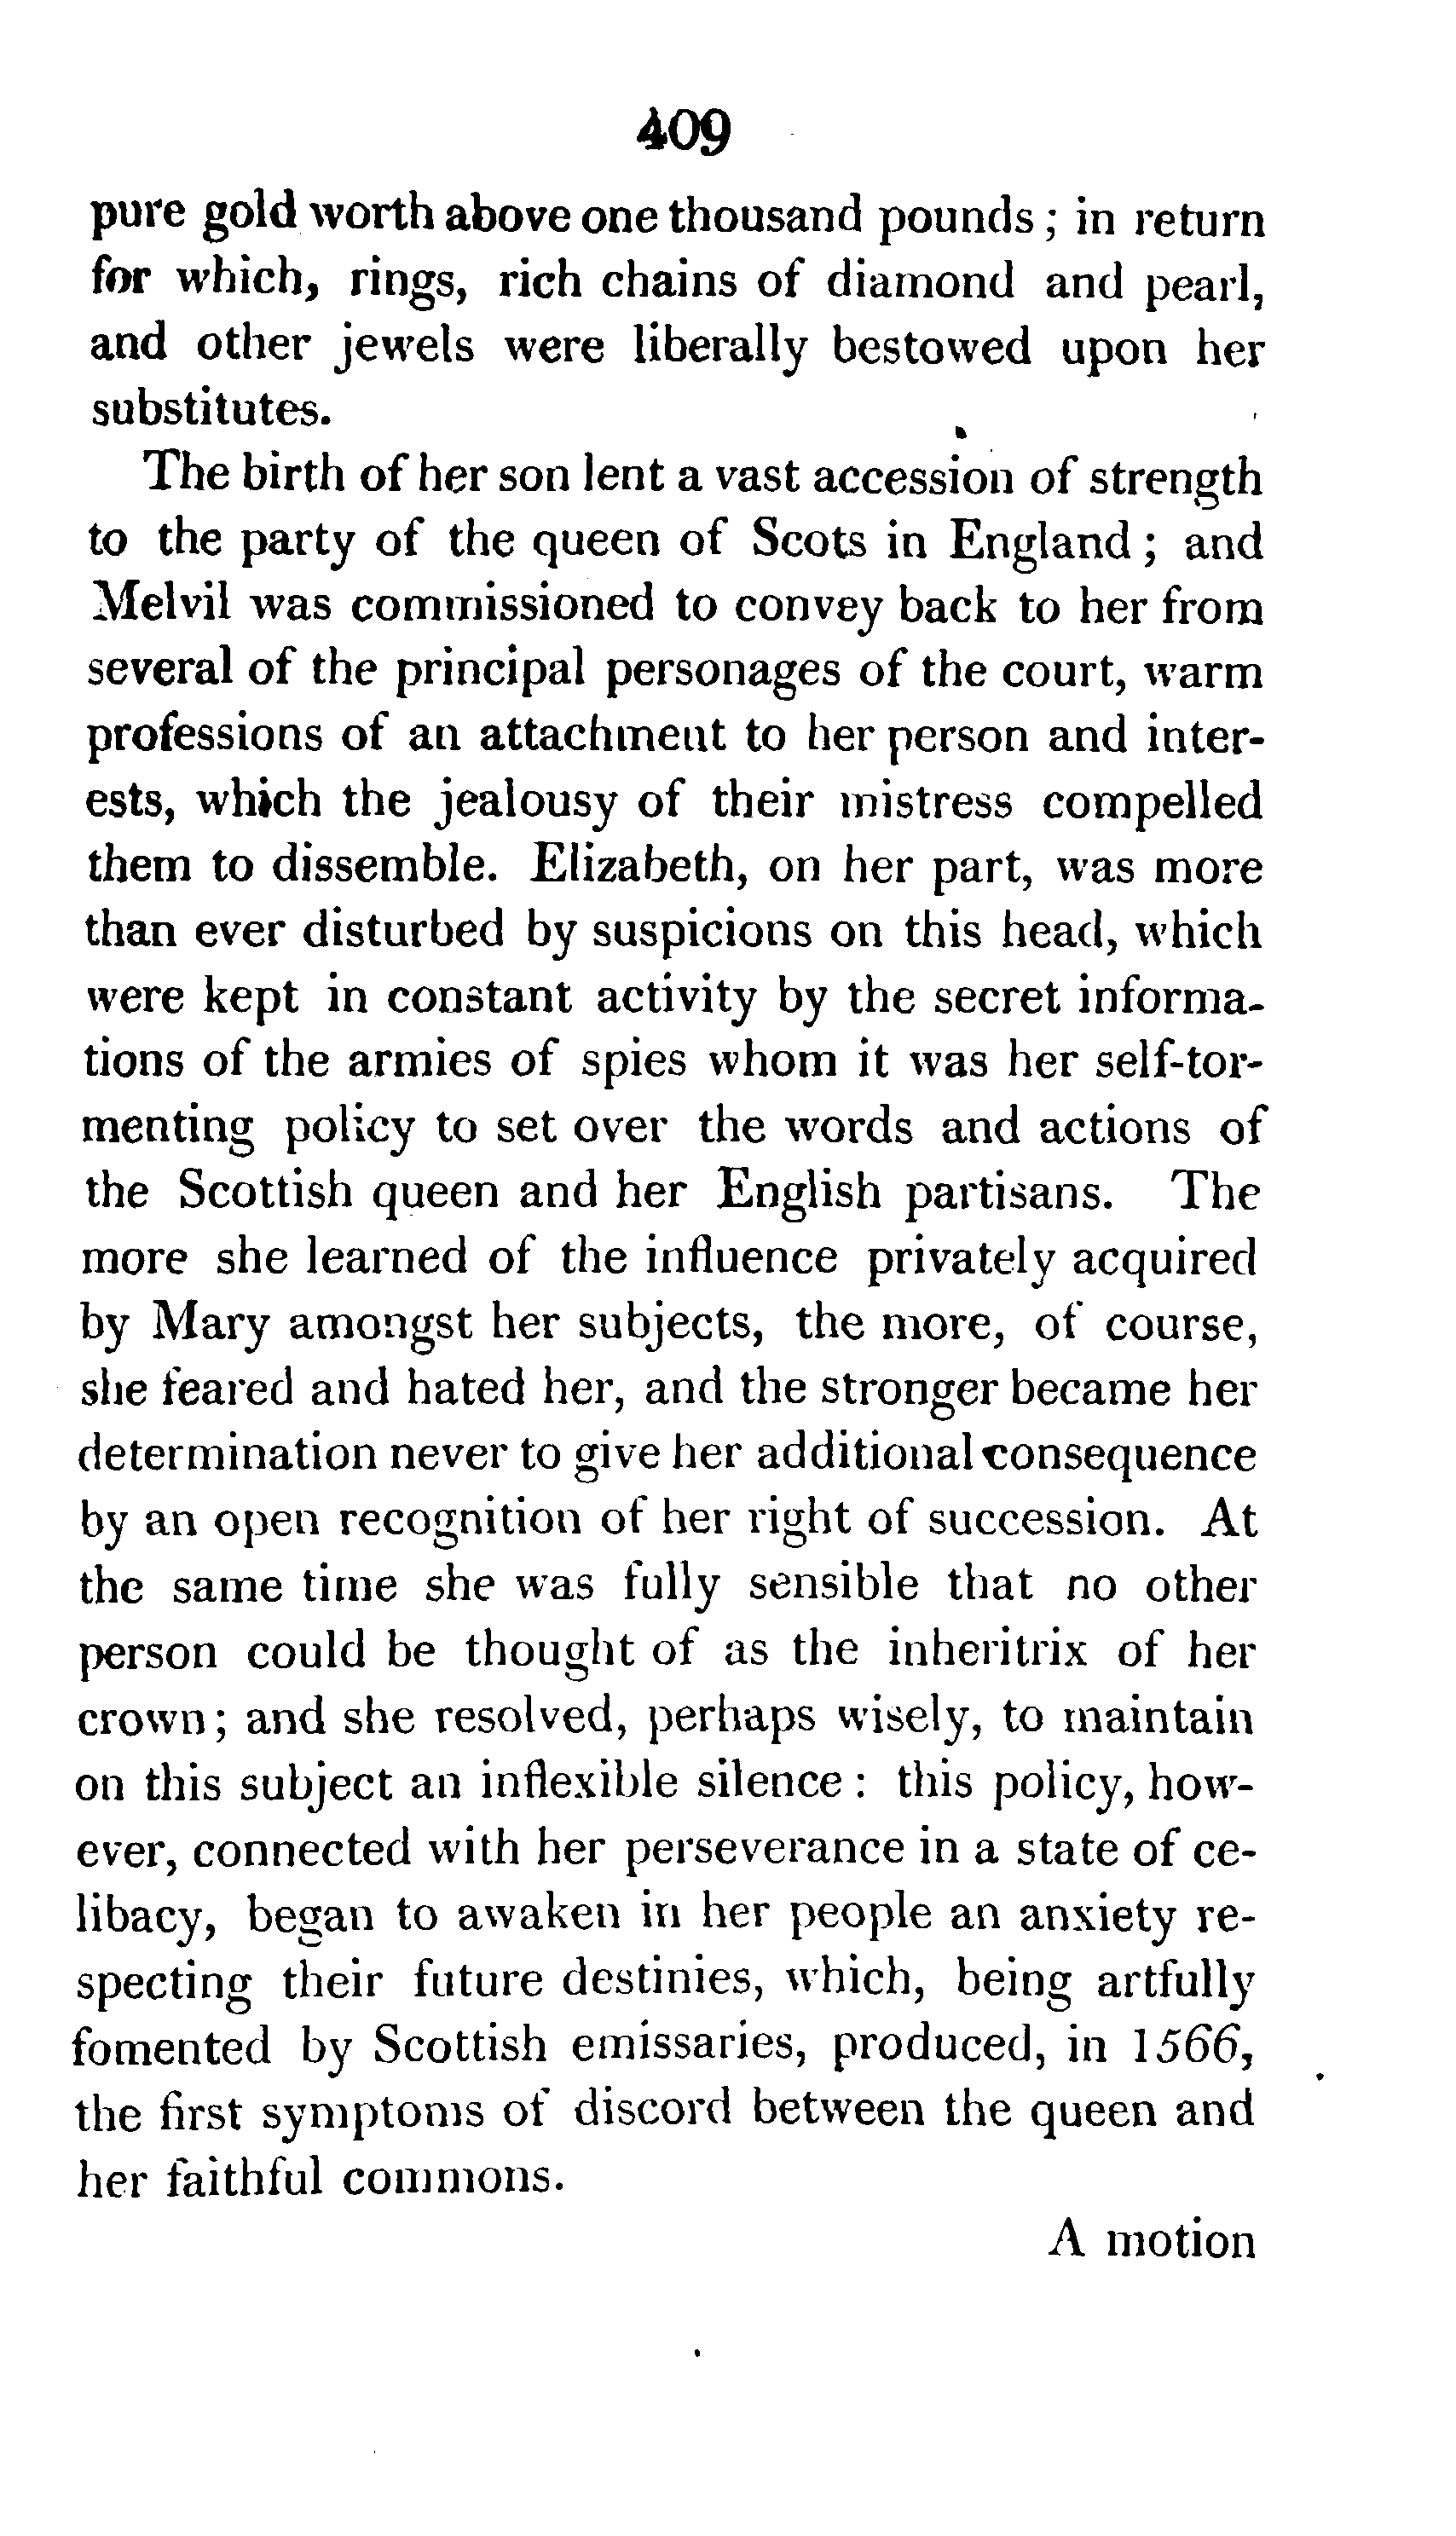 409
pure gold worth above one thousand pounds ; in return
for which, rings, rich chains of diamond and pearl,
and other jewels were liberally bestowed upon her
substitutes.
The birth of her son lent a vast accession of strength
to the party of the queen of Scots in England ; and
Melvil was commissioned to convey back to her from
several of the principal personages of the court, warm
professions of an attachment to her person and inter-
ests, which the jealousy of their mistress compelled
them to dissemble. Elizabeth, on her part, was more
than ever disturbed by suspicions on this head, which
were kept in constant activity by the secret informa-
tions of the armies of spies whom it was her self-tor-
menting policy to set over the words and actions of
the Scottish queen and her English partisans. The
more she learned of the influence privately acquired
by Mary amongst her subjects, the more, of course,
she feared and hated her, and the stronger became her
determination never to give her additional consequence
by an open recognition of her right of succession. At
the same time she was fully sensible that no other
person could be thought of as the inheritrix of her
crown; and she resolved, perhaps wisely, to maintain
on this subject an inflexible silence : this policy, how-
ever, connected with her perseverance in a state of ce-
libacy, began to awaken in her people an anxiety re-
specting their future destinies, which, being artfully
fomented by Scottish emissaries, produced, in 1566,
the first symptoms of discord between the queen and
her faithful commons.
A motion